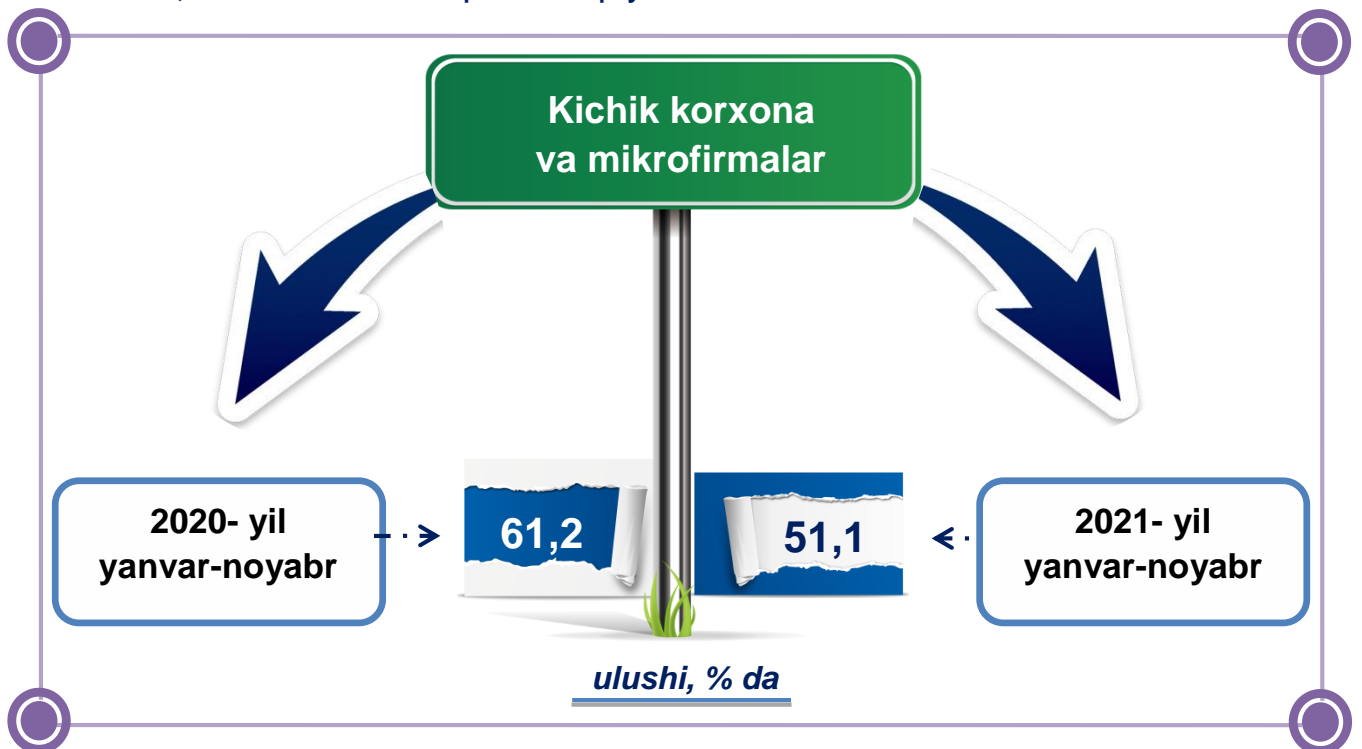 Kichik korxona
va mikrofirmalar
2020- yil
yanvar-noyabr
61,2
51,1
2021- yil
yanvar-noyabr
ulushi, % da